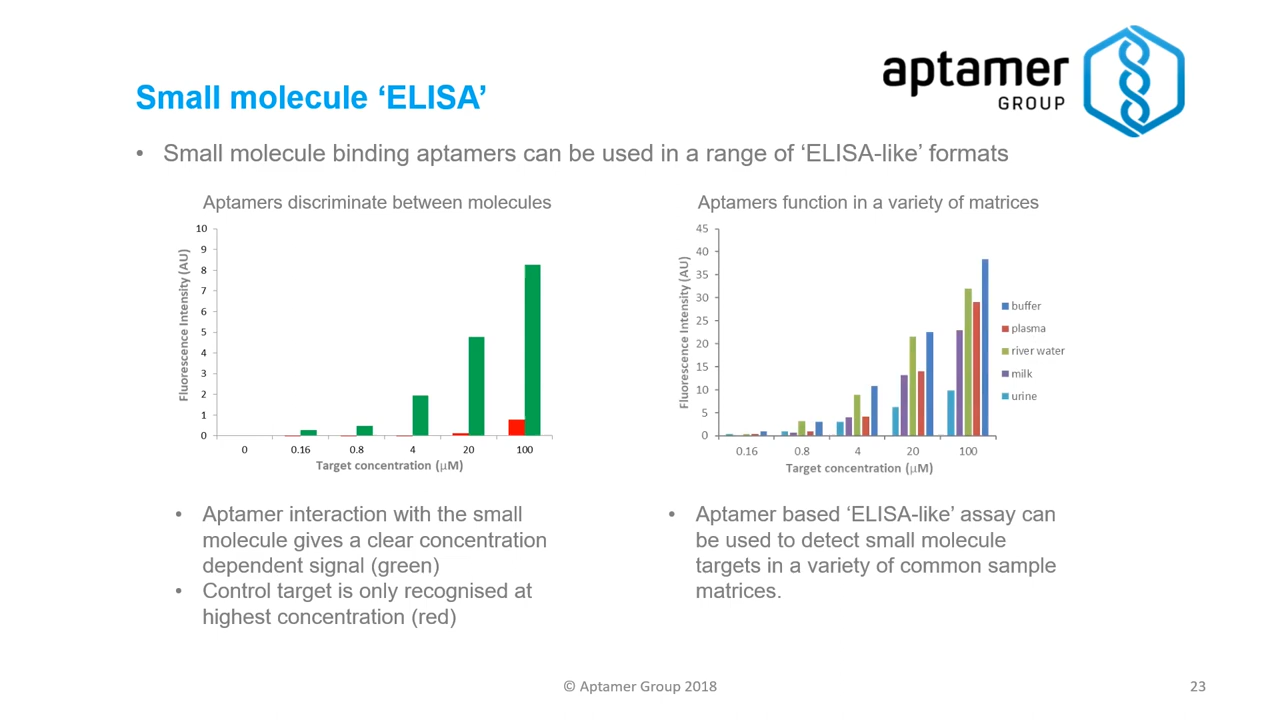 aptamer
GROUP
Small molecule ‘ELISA’
• Small molecule binding aptamers can be used in a range of ‘ELISA-like’ formats
Aptamers discriminate between molecules
10
9
8
7
6
5
4
3
2
1
0
Fluorescence Intensity (AU)
0 0.16 0.8 4 20 100
Target concentration (µM)
Aptamers function in a variety of matrices
45
40
35
30
25
20
15
10
5
0
Fluorescence Intensity (AU)
0.16 0.8 4 20 100
Target concentration (µM)
buffer
plasma
river water
milk
urine
• Aptamer interaction with the small
molecule gives a clear concentration
dependent signal (green)
• Control target is only recognised at
highest concentration (red)
• Aptamer based ‘ELISA-like’ assay can
be used to detect small molecule
targets in a variety of common sample
matrices.
© Aptamer Group 2018
23